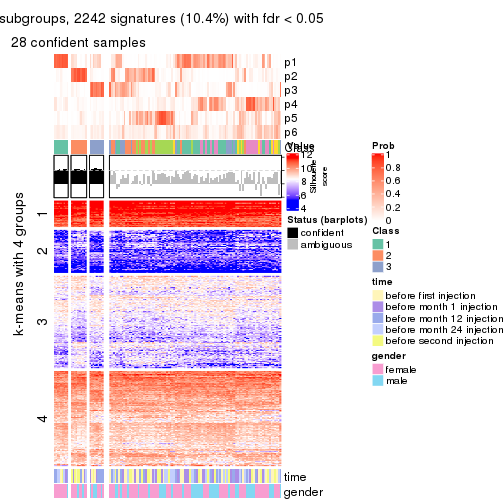 subgroups, 2242 signatures (10.4%) with fdr < 0.05
28 confident samples
p1
p2
p3
p4
p5
p6
Class
Value
12
10
8
6
4
Silhouette
score
Status (barplots)
confident
ambiguous
Prob
1
0.8
0.6
0.4
0.2
0
Class
1
2
3
time
before first injection
before month 1 injection
before month 12 injection
before month 24 injection
before second injection
gender
female
male
k-means with 4 groups
1
2
3
4
time
gender